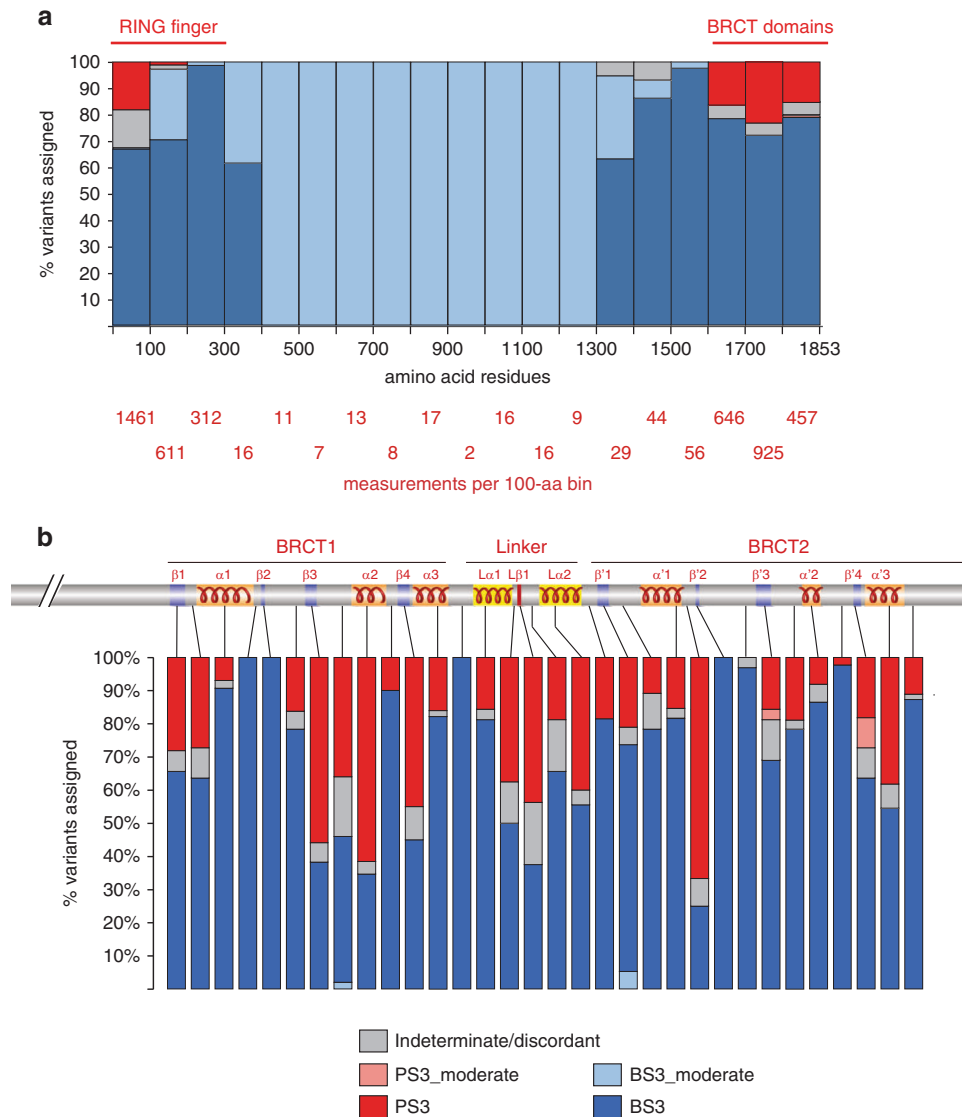 a
RING finger
BRCT domains
% variants assigned
100
90
80
70
60
50
40
30
20
10
100 300 500 700 900 1100 1300 1500 1700 1853
amino acid residues
1461 312 11 13 17 16 9 44 646 457
611 16 7 8 2 16 29 56 925
measurements per 100-aa bin
b
BRCT1 Linker BRCT2
β1 α1 β2 β3 α2 β4 α3 Lα1 Lβ1 Lα2 β'1 α'1 β'2 β'3 α'2 β'4 α'3
% variants assigned
100%
90%
80%
70%
60%
50%
40%
30%
20%
10%
Indeterminate/discordant
PS3_moderate BS3_moderate
PS3 BS3